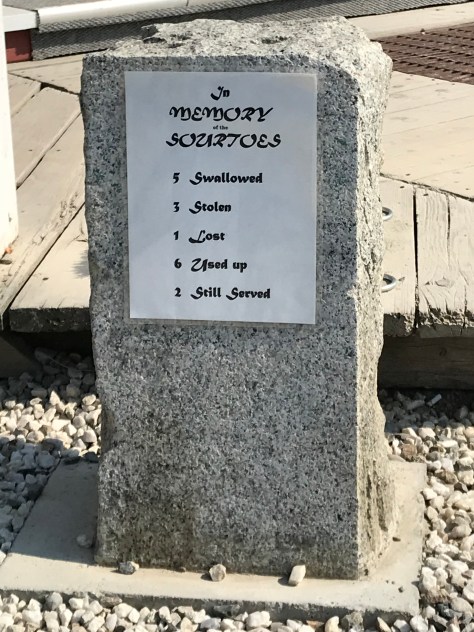 In
MEMORY
of the
SOURTOES
5 Swallowed
3 Stolen
1 Lost
6 Used up
2 Still Served